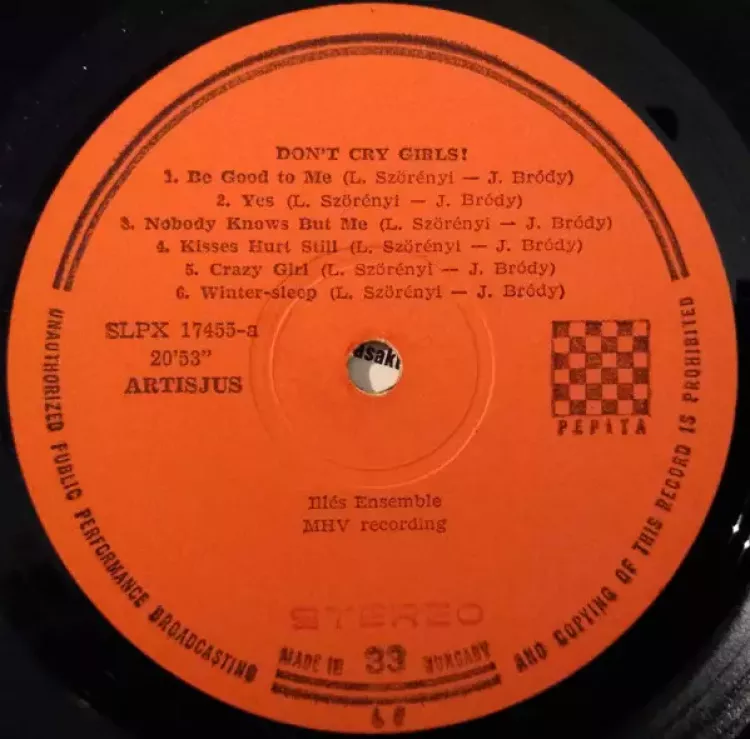 DON'T CRY GIRLS!
1. Be Good to Me (L. Szörényi — J. Bródy)
2. Yes (L. Szörényi — J. Bródy)
3. Nobody Knows But Me (L. Szörényi — J. Bródy)
4. Kisses Hurt Still (L. Szörényi — J. Bródy)
5. Crazy Girl (L. Szörényi — J. Bródy)
6. Winter-sleep (L. Szörényi — J. Bródy)
SLPX 17455-a
20'53"
ARTISJUS
asak
PEPITA
Illés Ensemble
MHV recording
STEREO
MADE IN 33 HUNGARY
UNAUTHORIZED PUBLIC PERFORMANCE BROADCASTING AND COPYING OF THIS RECORD IS PROHIBITED